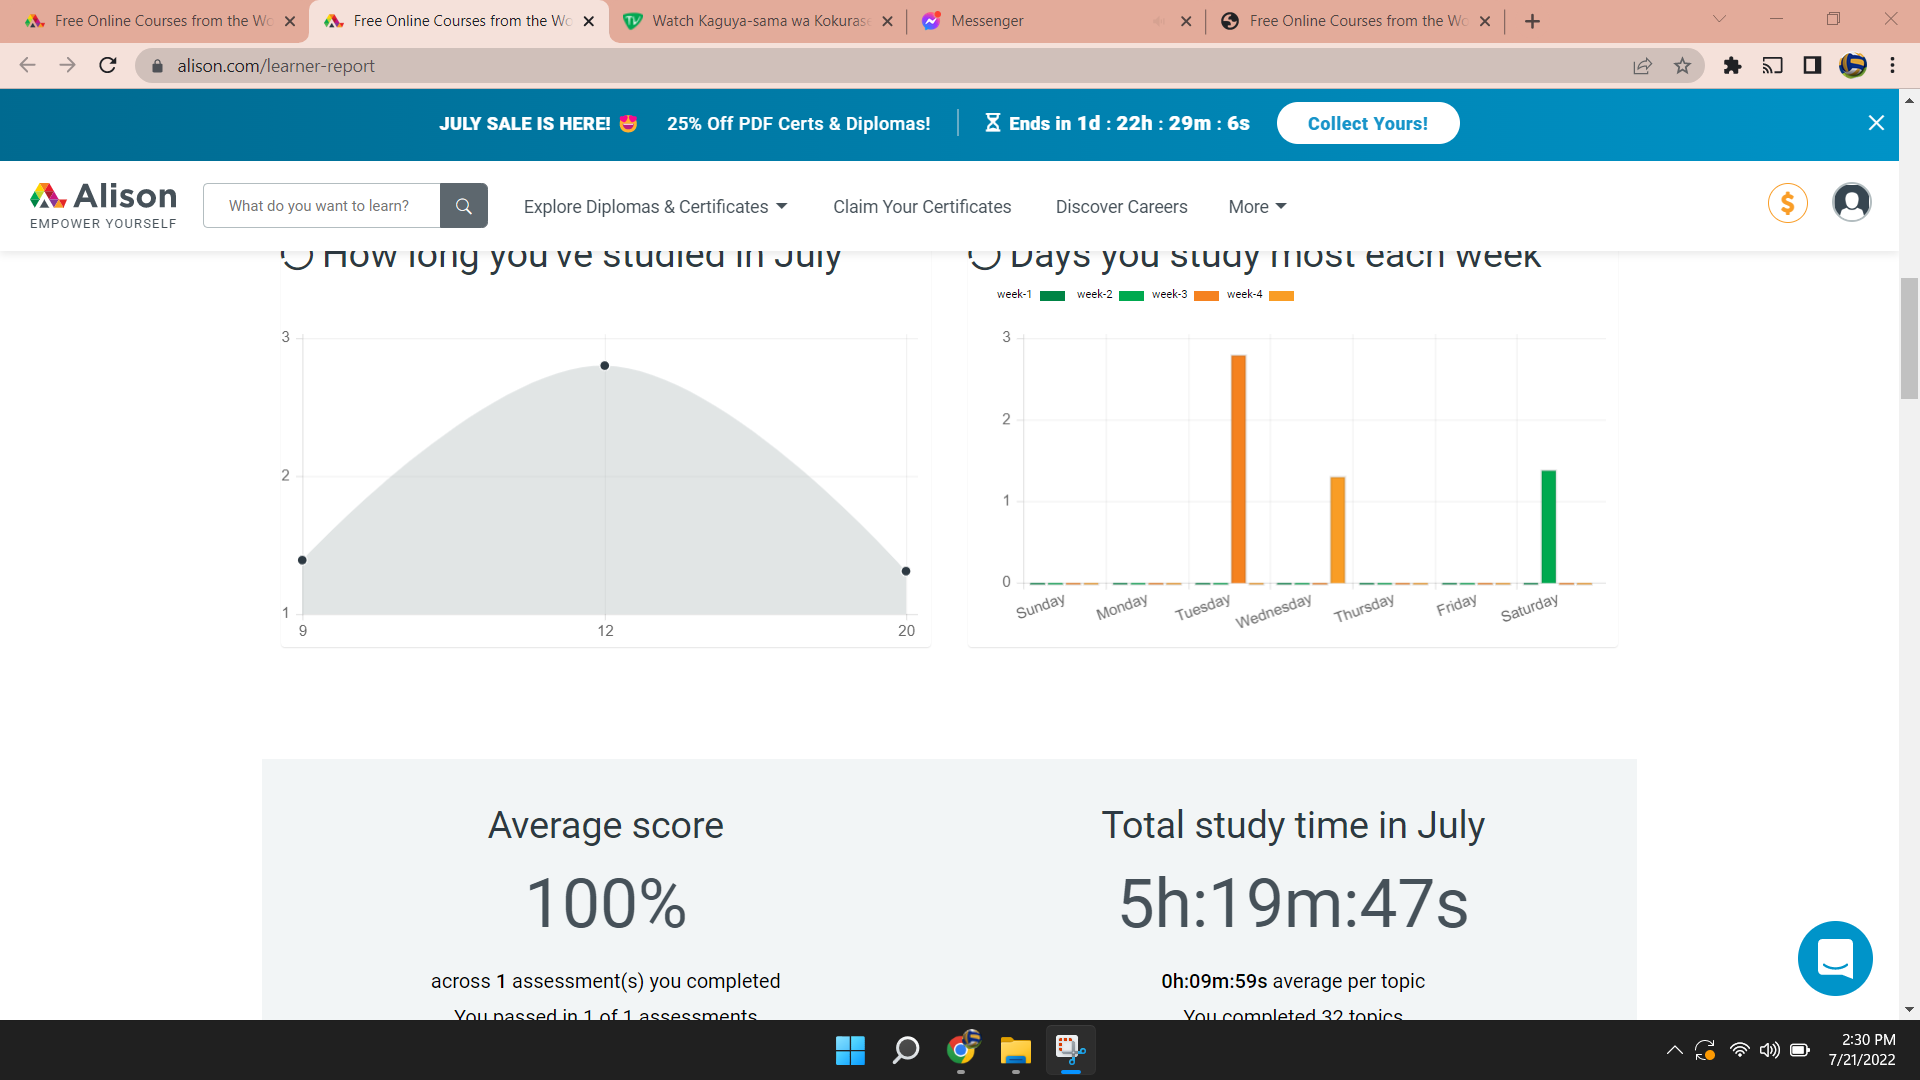 Free Online Courses from the Wo
Free Online Courses from the Wo
Watch Kaguya-sama wa Kokurase
Messenger
Free Online Courses from the Wo
alison.com/learner-report
JULY SALE IS HERE! 😍 25% Off PDF Certs & Diplomas! Ends in 1d : 22h : 29m : 6s Collect Yours!
Alison
EMPOWER YOURSELF
What do you want to learn?
Explore Diplomas & Certificates
Claim Your Certificates
Discover Careers
More
$
How long you've studied in July
3
2
1
9 12 20
Days you study most each week
week-1 week-2 week-3 week-4
3
2
1
0
Sunday Monday Tuesday Wednesday Thursday Friday Saturday
Average score
100%
across 1 assessment(s) you completed
You passed in 1 of 1 assessments
Total study time in July
5h:19m:47s
0h:09m:59s average per topic
You completed 32 topics
2:30 PM
7/21/2022